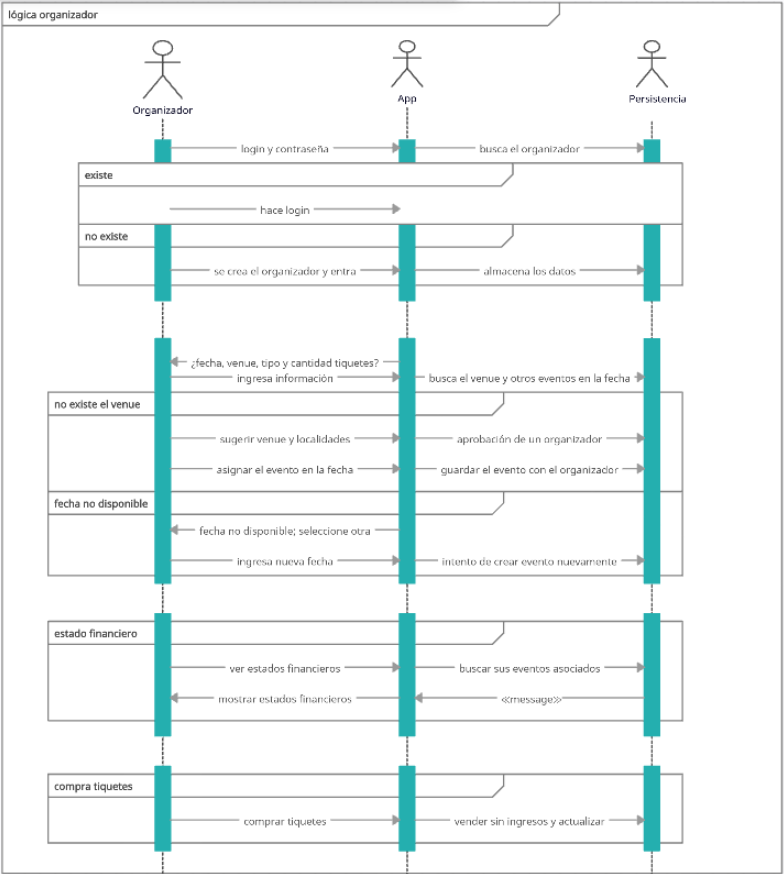 lógica organizador
Organizador
App
Persistencia
login y contraseña
busca el organizador
existe
hace login
no existe
se crea el organizador y entra
almacena los datos
¿fecha, venue, tipo y cantidad tiquetes?
ingresa información
busca el venue y otros eventos en la fecha
no existe el venue
sugerir venue y localidades
aprobación de un organizador
asignar el evento en la fecha
guardar el evento con el organizador
fecha no disponible
fecha no disponible; seleccione otra
ingresa nueva fecha
intento de crear evento nuevamente
estado financiero
ver estados financieros
buscar sus eventos asociados
mostrar estados financieros
<<message>>
compra tiquetes
comprar tiquetes
vender sin ingresos y actualizar